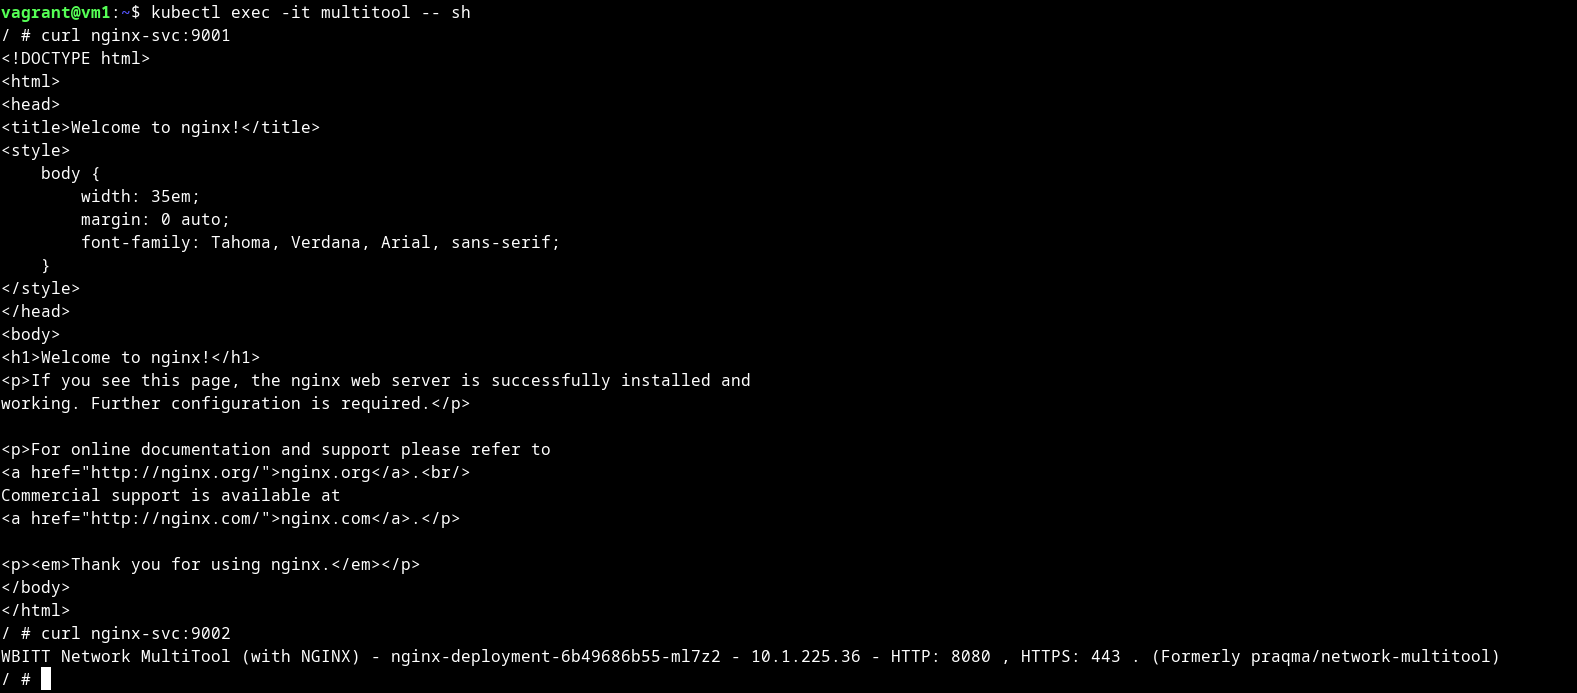 vagrant@vm1:~$ kubectl exec -it multitool -- sh
/ # curl nginx-svc:9001
<!DOCTYPE html>
<html>
<head>
<title>Welcome to nginx!</title>
<style>
    body {
        width: 35em;
        margin: 0 auto;
        font-family: Tahoma, Verdana, Arial, sans-serif;
    }
</style>
</head>
<body>
<h1>Welcome to nginx!</h1>
<p>If you see this page, the nginx web server is successfully installed and
working. Further configuration is required.</p>

<p>For online documentation and support please refer to
<a href="http://nginx.org/">nginx.org</a>.<br/>
Commercial support is available at
<a href="http://nginx.com/">nginx.com</a>.</p>

<p><em>Thank you for using nginx.</em></p>
</body>
</html>
/ # curl nginx-svc:9002
WBITT Network MultiTool (with NGINX) - nginx-deployment-6b49686b55-ml7z2 - 10.1.225.36 - HTTP: 8080 , HTTPS: 443 . (Formerly praqma/network-multitool)
/ #